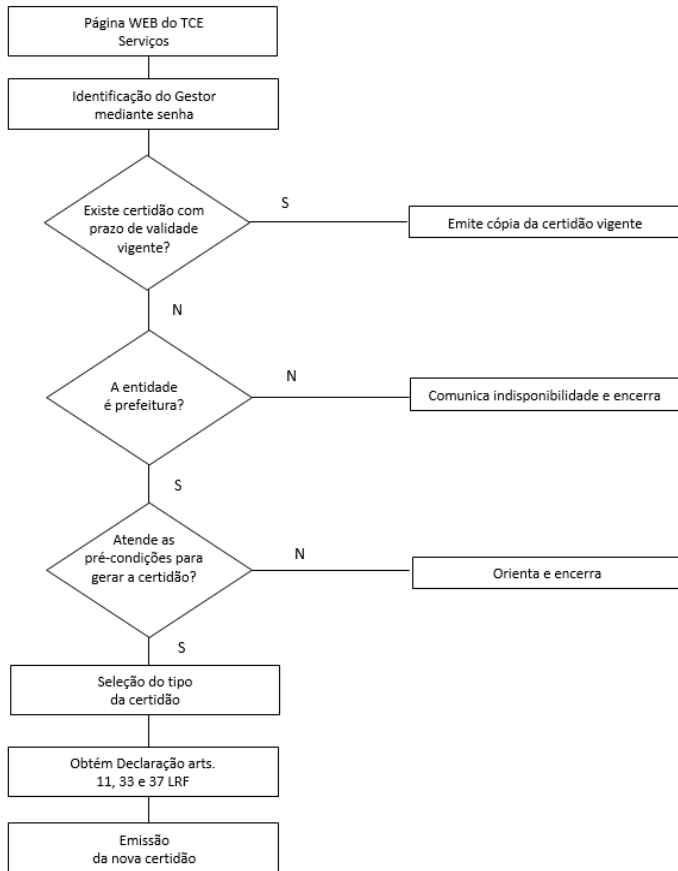 Página WEB do TCE
Serviços
Identificação do Gestor
mediante senha
Existe certidão com
prazo de validade
vigente?
S
Emite cópia da certidão vigente
N
A entidade
é prefeitura?
N
Comunica indisponibilidade e encerra
S
Atende as
pré-condições para
gerar a certidão?
N
Orienta e encerra
S
Seleção do tipo
da certidão
Obtém Declaração arts.
11, 33 e 37 LRF
Emissão
da nova certidão